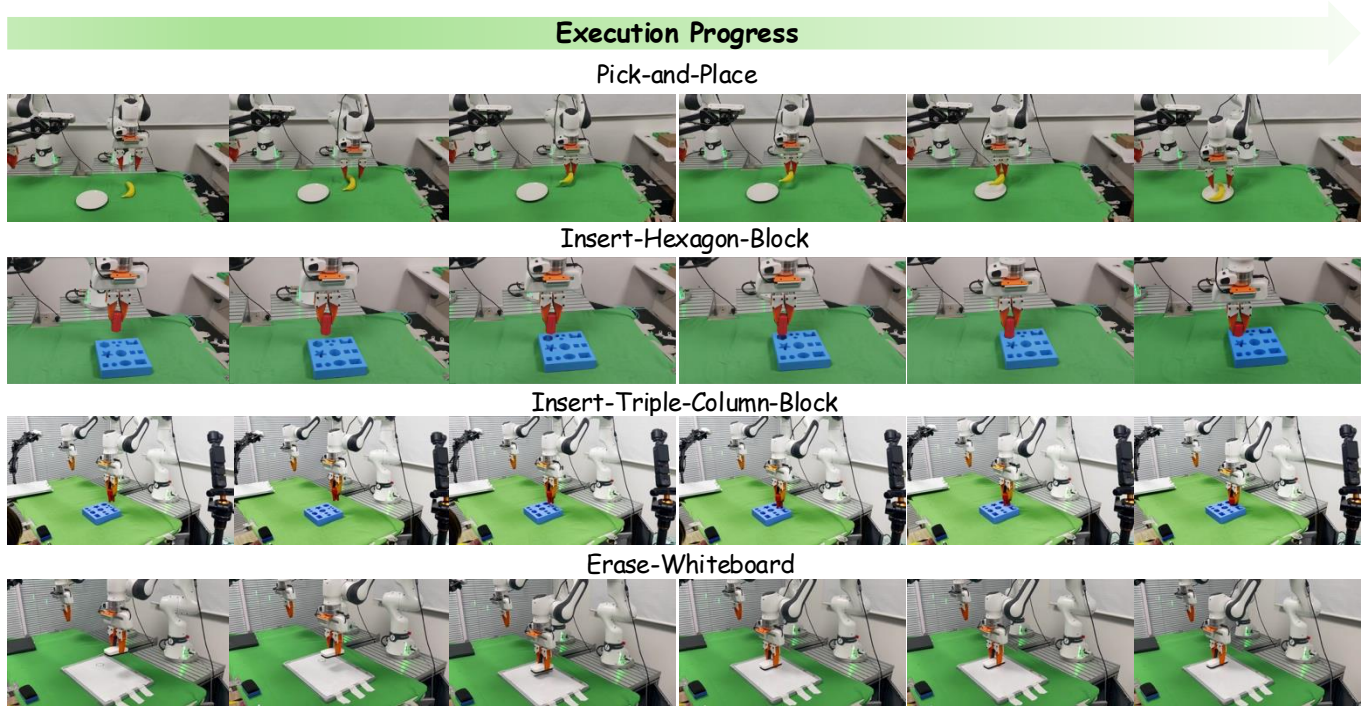 Execution Progress
Pick-and-Place
Insert-Hexagon-Block
Insert-Triple-Column-Block
Erase-Whiteboard